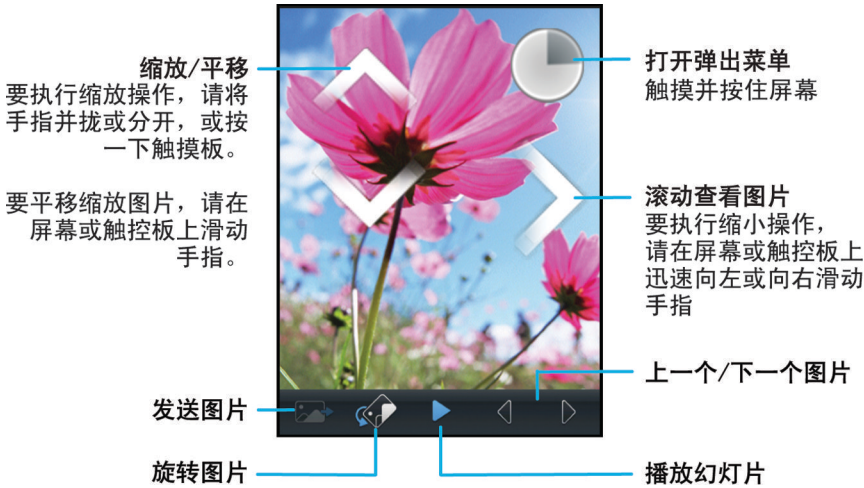 缩放/平移
要执行缩放操作，请将
手指并拢或分开，或按
一下触摸板。
要平移缩放图片，请在
屏幕或触控板上滑动
手指。
打开弹出菜单
触摸并按住屏幕
滚动查看图片
要执行缩小操作，
请在屏幕或触控板上
迅速向左或向右滑动
手指
上一个/下一个图片
发送图片
旋转图片
播放幻灯片